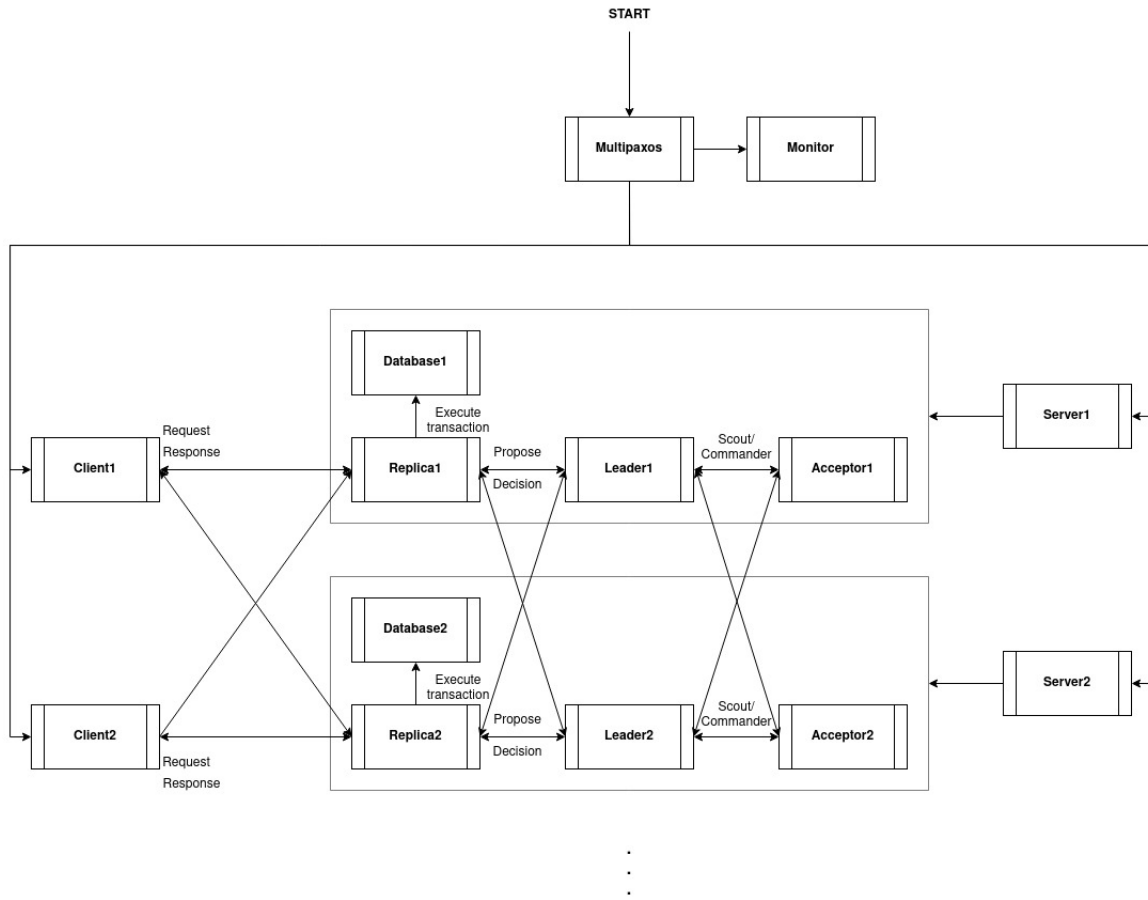 START
Multipaxos
Monitor
Database1
Execute
transaction
Request
Response
Client1
Replica1
Propose
Decision
Leader1
Scout/
Commander
Acceptor1
Server1
Database2
Execute
transaction
Client2
Request
Response
Replica2
Propose
Decision
Leader2
Scout/
Commander
Acceptor2
Server2
.
.
.